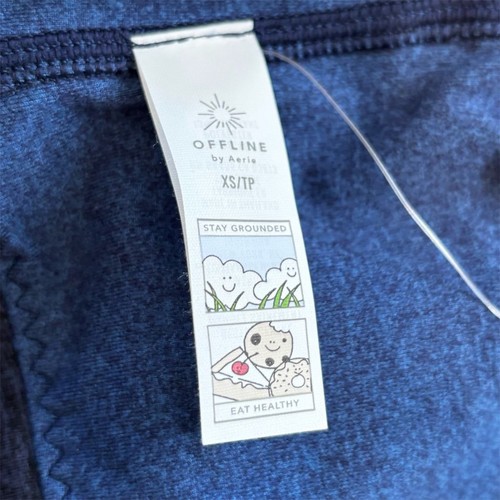 OFFLINE
by Aerie
XS/TP
STAY GROUNDED
EAT HEALTHY